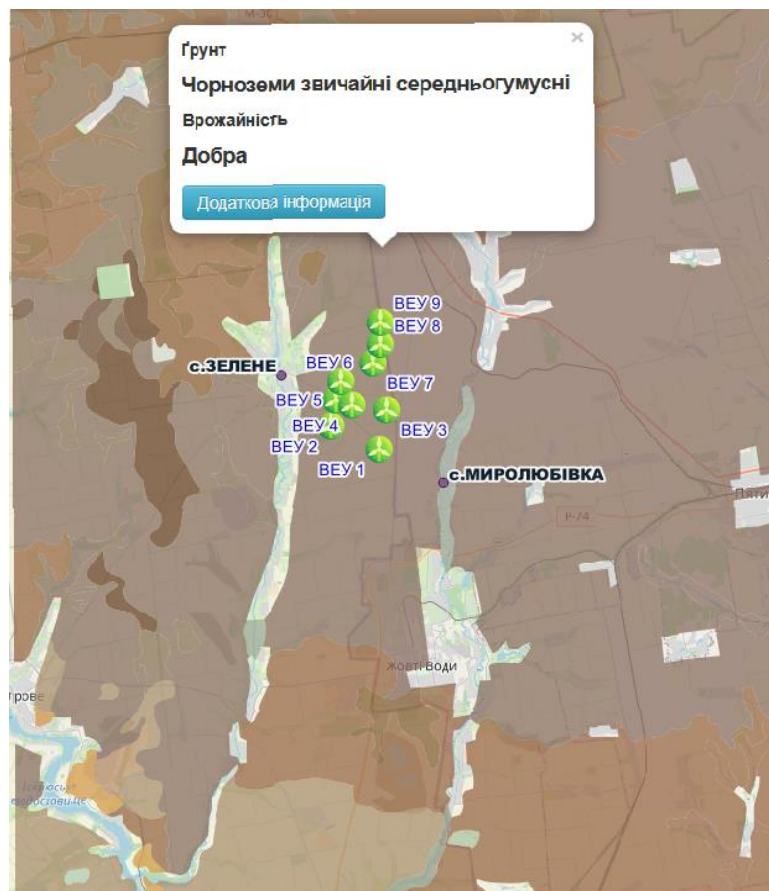 Ґрунт
Чорноземи звичайні середньогумусні
Врожайність
Добра
Додаткова інформація
ВЕУ 9
ВЕУ 8
с.ЗЕЛЕНЕ
ВЕУ 6
ВЕУ 7
ВЕУ 5
ВЕУ 4
ВЕУ 3
ВЕУ 2
ВЕУ 1
с.МИРОЛЮБІВКА
Р-74
Жовті Води